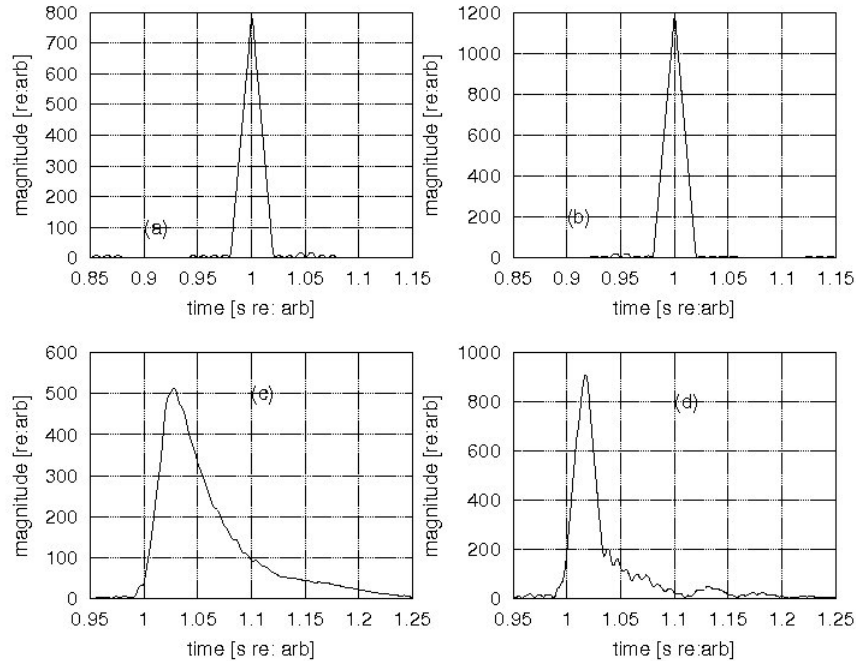 800
700
600
500
400
300
200
100
0
magnitude [re:arb]
(a)
0.85 0.9 0.95 1 1.05 1.1 1.15
time [s re: arb]
1200
1000
800
600
400
200
0
magnitude [re:arb]
(b)
0.85 0.9 0.95 1 1.05 1.1 1.15
time [s re:arb]
600
500
400
300
200
100
0
magnitude [re:arb]
(c)
0.95 1 1.05 1.1 1.15 1.2 1.25
time [s re:arb]
1000
800
600
400
200
0
magnitude [re:arb]
(d)
0.95 1 1.05 1.1 1.15 1.2 1.25
time [s re:arb]